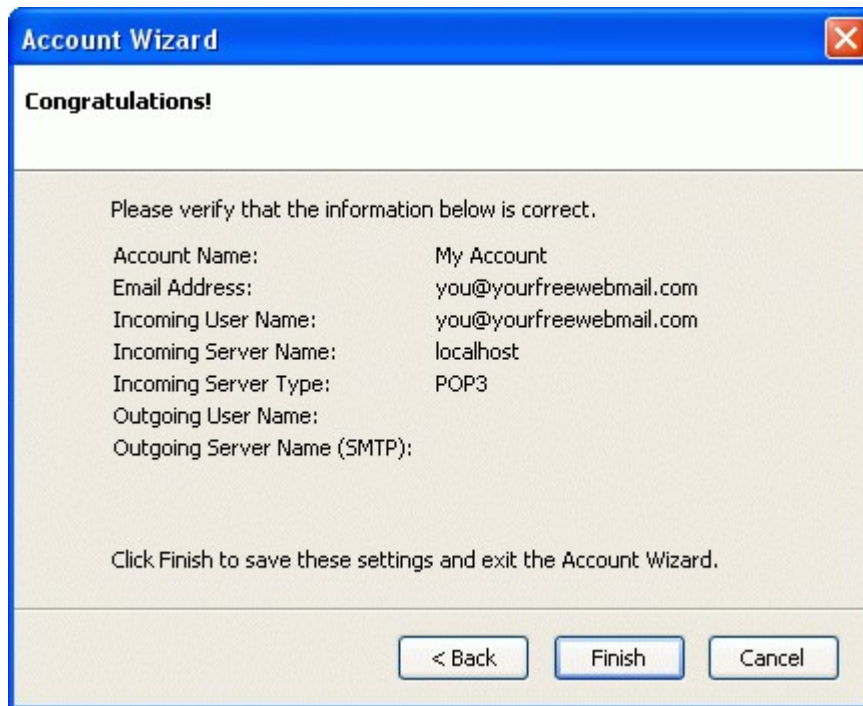 Account Wizard
Congratulations!
Please verify that the information below is correct.
Account Name: My Account
Email Address: you@yourfreewebmail.com
Incoming User Name: you@yourfreewebmail.com
Incoming Server Name: localhost
Incoming Server Type: POP3
Outgoing User Name:
Outgoing Server Name (SMTP):
Click Finish to save these settings and exit the Account Wizard.
< Back Finish Cancel